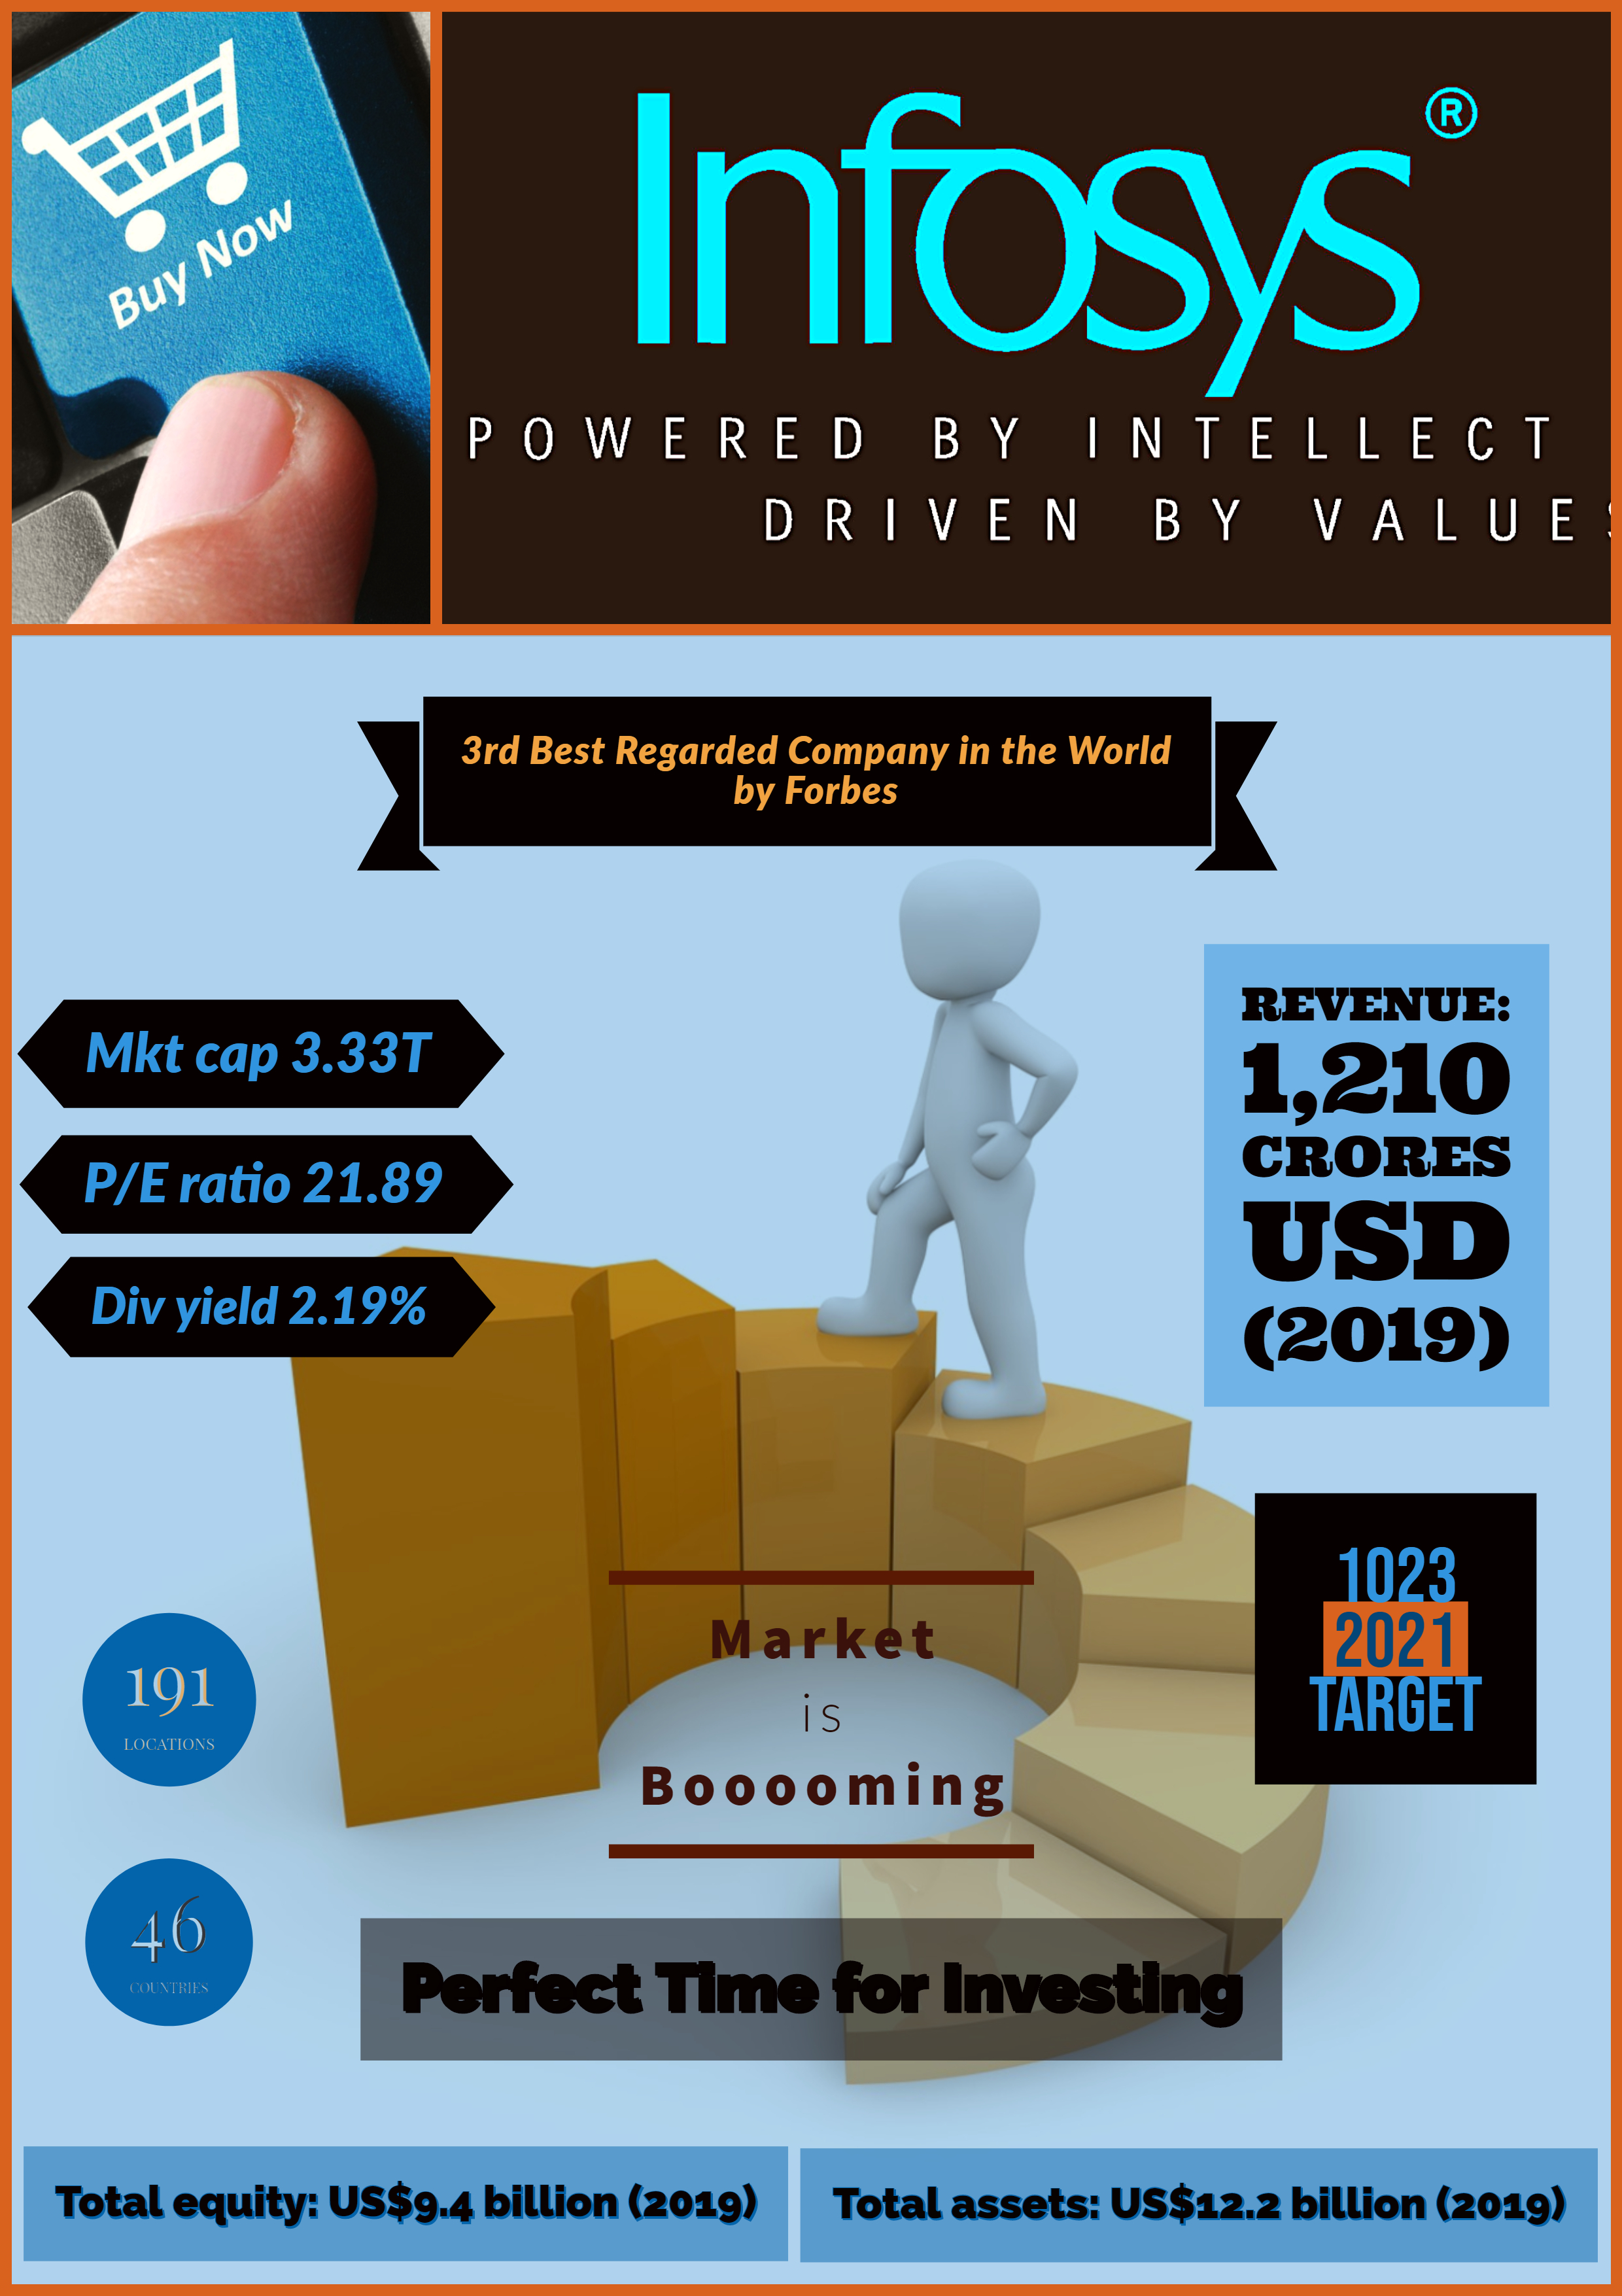 Buy Now
Infosys®
POWERED BY INTELLECT
DRIVEN BY VALUES
3rd Best Regarded Company in the World
by Forbes
Mkt cap 3.33T
P/E ratio 21.89
Div yield 2.19%
REVENUE:
1,210
CRORES
USD
(2019)
1023
2021
TARGET
Market
is
Booooming
191
LOCATIONS
46
COUNTRIES
Perfect Time for Investing
Total equity: US$9.4 billion (2019)
Total assets: US$12.2 billion (2019)